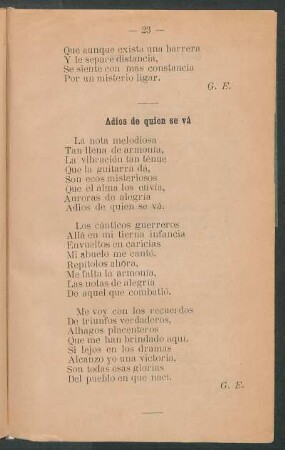 — 23 —
Que aunque exista una barrera
Y le separe distancia,
Se siente con mas constancia
Por un misterio ligar.
G. E.
Adios de quien se vá
La nota melodiosa
Tan llena de armonía,
La vibración tan ténue
Que la guitarra dá,
Son ecos misteriosos
Que el alma los envía,
Auroras do alegria
Adios de quien se vá.
Los cánticos guerreros
Allá en mi tierna infancia
Envueltos en caricias
Mi abuelo me cantó.
Repitolos ahora,
Me falta la armonía,
Las notas de alegria
De aquel que combatió.
Me voy con los recuerdos
De triunfos verdaderos,
Alhagos placenteros
Que me han brindado aquí.
Si lejos en los dramas
Alcanzo yo una victoria,
Son todas esas glorias
Del pueblo en que nací.
G. E.